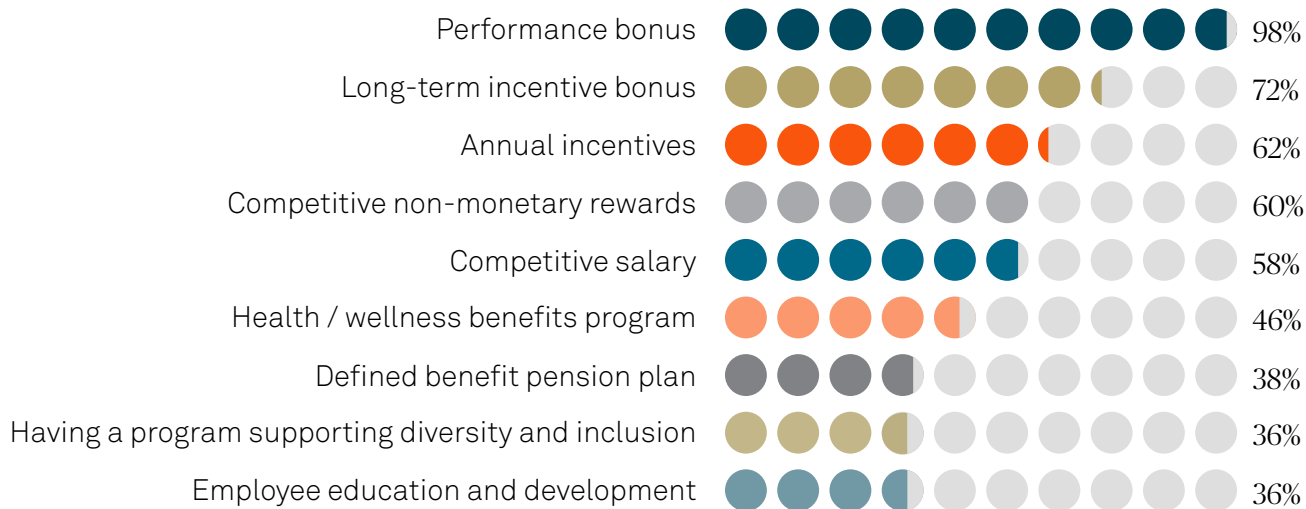 Performance bonus 98%
Long-term incentive bonus 72%
Annual incentives 62%
Competitive non-monetary rewards 60%
Competitive salary 58%
Health / wellness benefits program 46%
Defined benefit pension plan 38%
Having a program supporting diversity and inclusion 36%
Employee education and development 36%